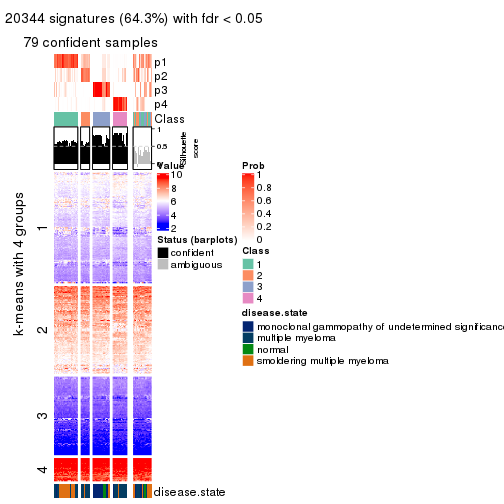 20344 signatures (64.3%) with fdr < 0.05
79 confident samples
p1
p2
p3
p4
Class
1
0.5
Silhouette
score
k-means with 4 groups
1
2
3
4
disease.state
Value
10
8
6
4
2
Status (barplots)
confident
ambiguous
Prob
1
0.8
0.6
0.4
0.2
0
Class
1
2
3
4
disease.state
monoclonal gammopathy of undetermined significance
multiple myeloma
normal
smoldering multiple myeloma